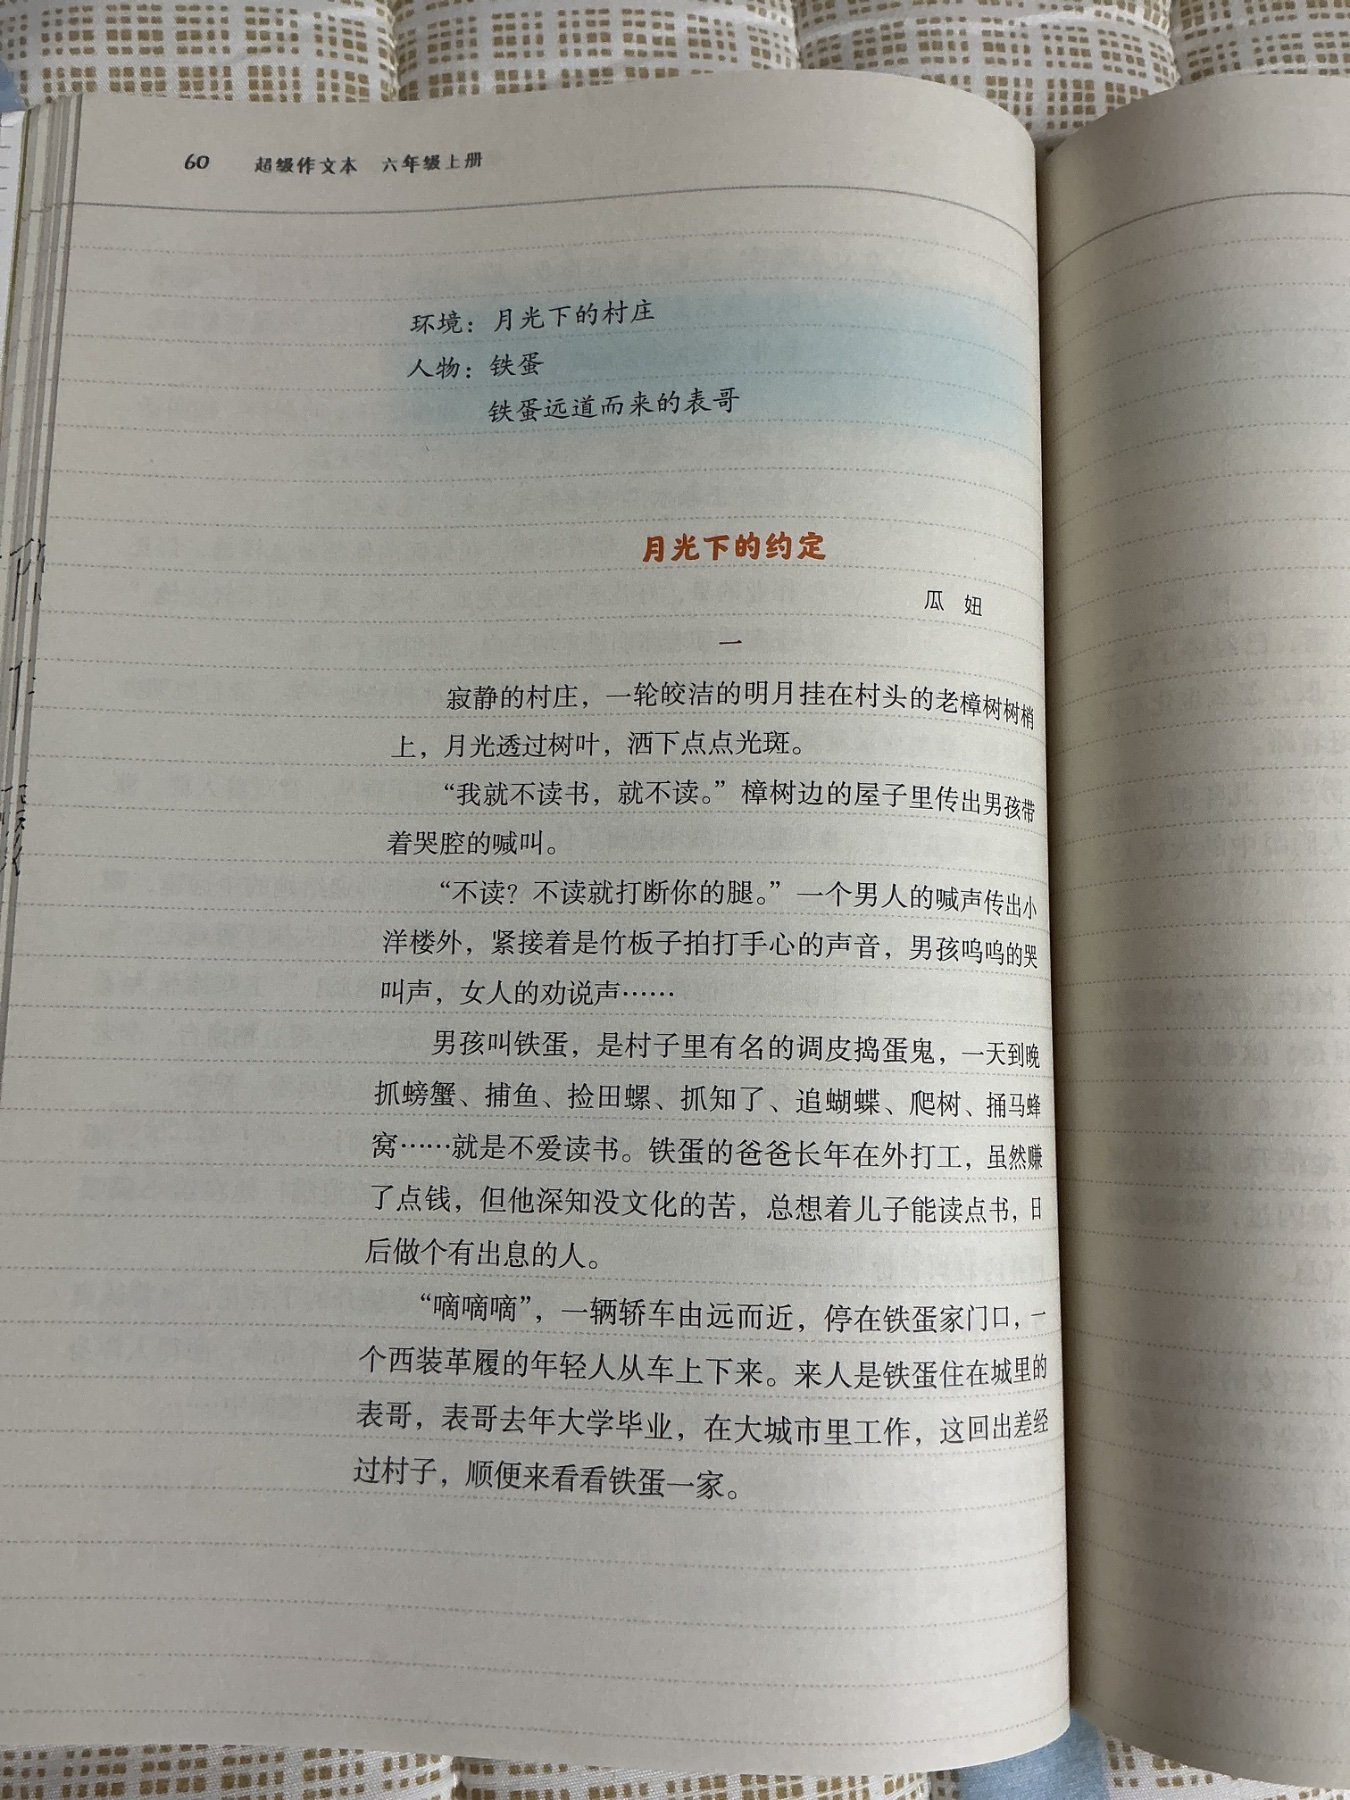 60 超级作文本 六年级上册
环境：月光下的村庄
人物：铁蛋
铁蛋远道而来的表哥
月光下的约定
瓜 妞
一
寂静的村庄，一轮皎洁的明月挂在村头的老樟树树梢
上，月光透过树叶，洒下点点光斑。
“我就不读书，就不读。”樟树边的屋子里传出男孩带
着哭腔的喊叫。
“不读？不读就打断你的腿。”一个男人的喊声传出小
洋楼外，紧接着是竹板子拍打手心的声音，男孩呜呜的哭
叫声，女人的劝说声……
男孩叫铁蛋，是村子里有名的调皮捣蛋鬼，一天到晚
抓螃蟹、捕鱼、捡田螺、抓知了、追蝴蝶、爬树、捅马蜂
窝……就是不爱读书。铁蛋的爸爸长年在外打工，虽然赚
了点钱，但他深知没文化的苦，总想着儿子能读点书，日
后做个有出息的人。
“嘀嘀嘀”，一辆轿车由远而近，停在铁蛋家门口，一
个西装革履的年轻人从车上下来。来人是铁蛋住在城里的
表哥，表哥去年大学毕业，在大城市里工作，这回出差经
过村子，顺便来看看铁蛋一家。